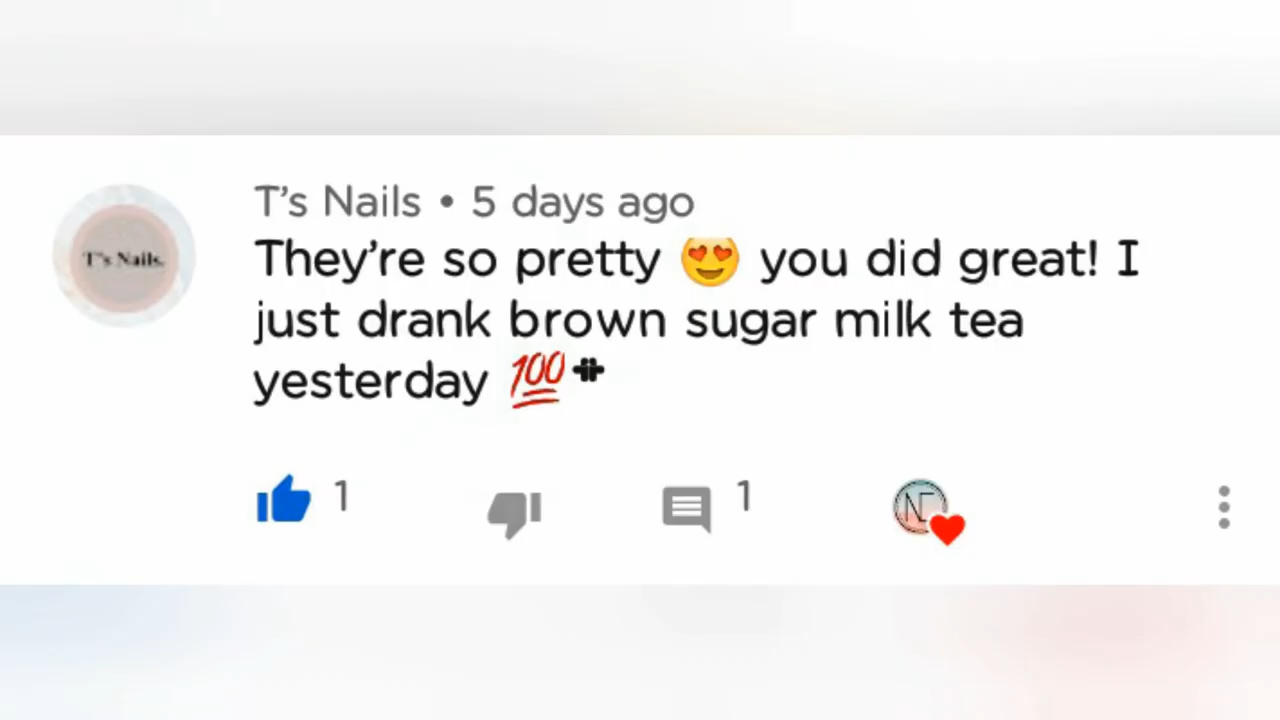 T's Nails.
T's Nails • 5 days ago
They're so pretty 😍 you did great! I
just drank brown sugar milk tea
yesterday 💯
1
1
NE